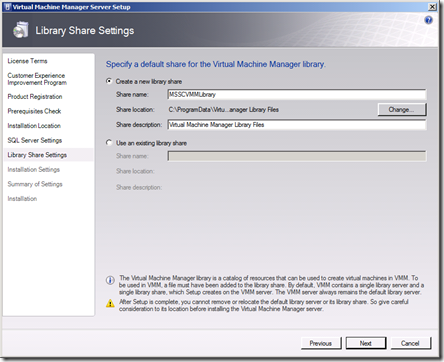 Virtual Machine Manager Server Setup
Library Share Settings
License Terms
Customer Experience
Improvement Program
Product Registration
Prerequisites Check
Installation Location
SQL Server Settings
Library Share Settings
Installation Settings
Summary of Settings
Installation
Specify a default share for the Virtual Machine Manager library.
Create a new library share
Share name: MSSCVMMLibrary
Share location: C:\ProgramData\Virtu...anager Library Files Change...
Share description: Virtual Machine Manager Library Files
Use an existing library share
Share name:
Share location:
Share description:
The Virtual Machine Manager library is a catalog of resources that can be used to create virtual machines in VMM. To
be used in VMM, a file must have been added to the library share. By default, VMM contains a single library server and a
single library share, which Setup creates on the VMM server. The VMM server always remains the default library server.
After Setup is complete, you cannot remove or relocate the default library server or its library share. So give careful
consideration to its location before installing the Virtual Machine Manager server.
Previous Next Cancel